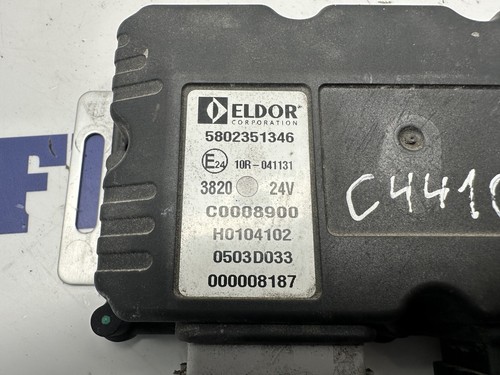 ELDOR
CORPORATION
5802351346
E24 10R-041131
3820 24V
C0008900
H0104102
0503D033
000008187
C441
F